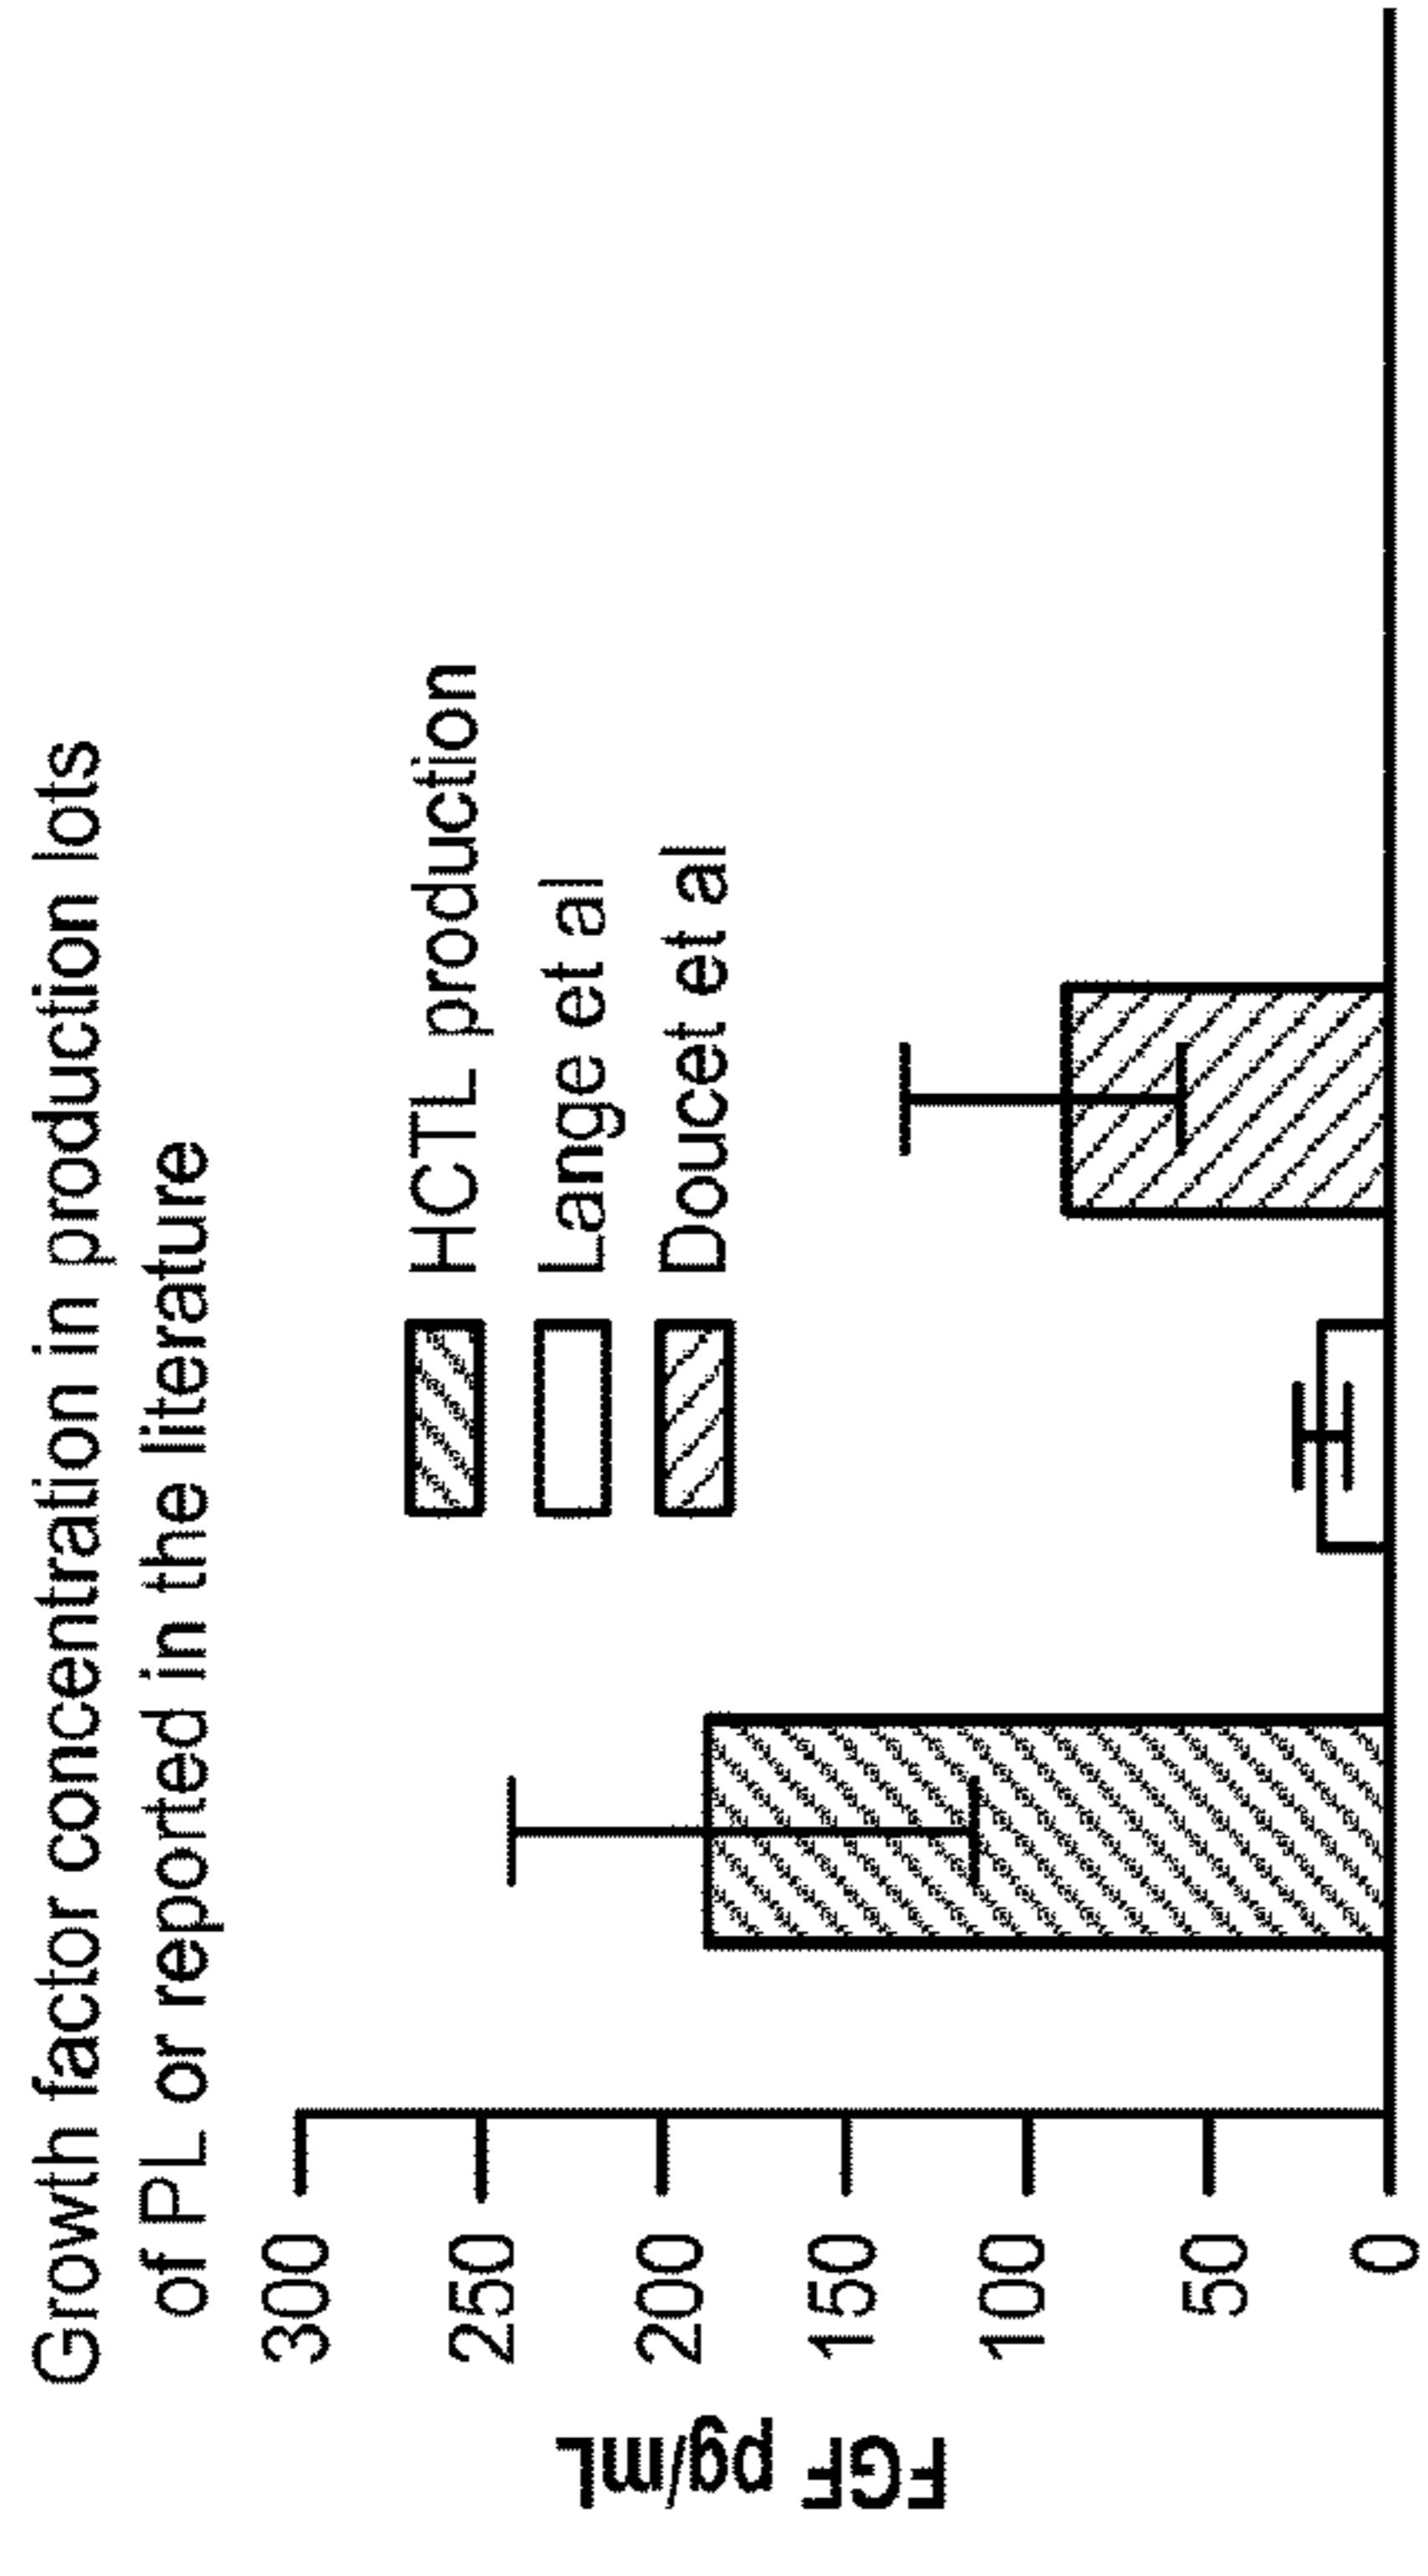 Growth factor concentration in production lots
of PL or reported in the literature
HCTL production
Lange et al
Doucet et al
FGF pg/mL
300
250
200
150
100
50
0